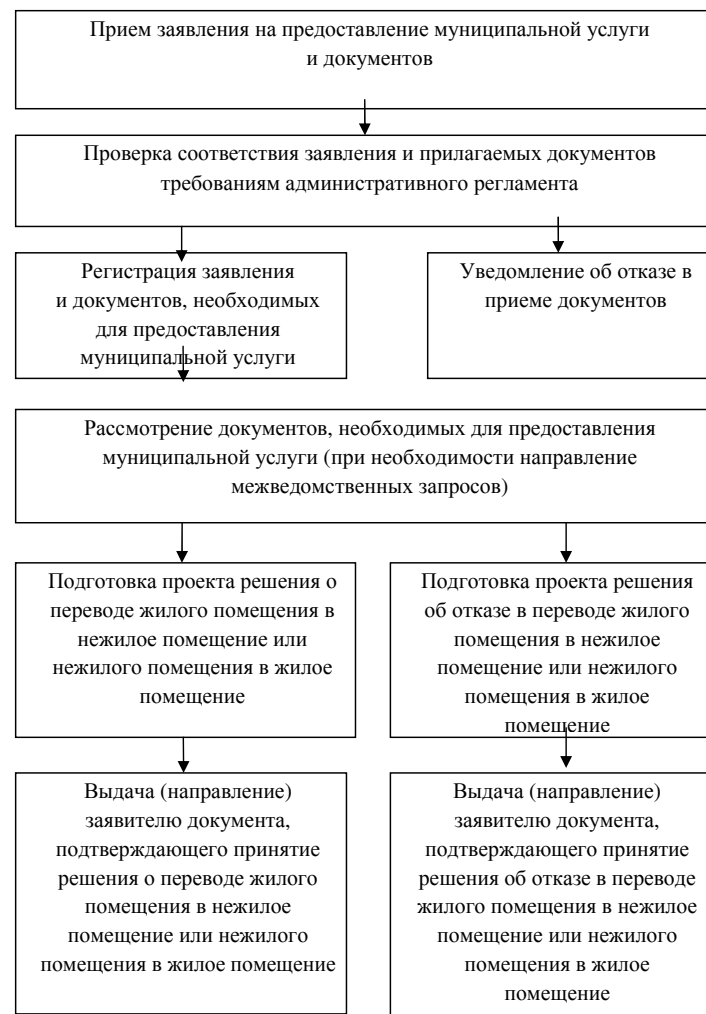 Прием заявления на предоставление муниципальной услуги
и документов
Проверка соответствия заявления и прилагаемых документов
требованиям административного регламента
Регистрация заявления
и документов, необходимых
для предоставления
муниципальной услуги
Уведомление об отказе в
приеме документов
Рассмотрение документов, необходимых для предоставления
муниципальной услуги (при необходимости направление
межведомственных запросов)
Подготовка проекта решения о
переводе жилого помещения в
нежилое помещение или
нежилого помещения в жилое
помещение
Подготовка проекта решения
об отказе в переводе жилого
помещения в нежилое
помещение или нежилого
помещения в жилое
помещение
Выдача (направление)
заявителю документа,
подтверждающего принятие
решения о переводе жилого
помещения в нежилое
помещение или нежилого
помещения в жилое помещение
Выдача (направление)
заявителю документа,
подтверждающего принятие
решения об отказе в переводе
жилого помещения в нежилое
помещение или нежилого
помещения в жилое
помещение